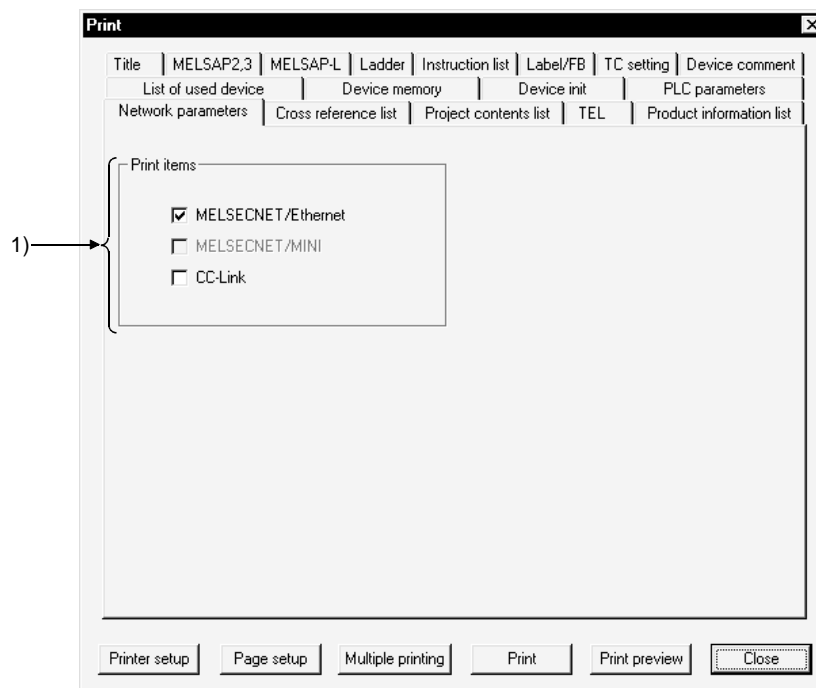 Print
Title MELSAP2,3 MELSAP-L Ladder Instruction list Label/FB TC setting Device comment
List of used device Device memory Device init PLC parameters
Network parameters Cross reference list Project contents list TEL Product information list
Print items
MELSECNET/Ethernet
1) MELSECNET/MINI
CC-Link
Printer setup Page setup Multiple printing Print Print preview Close